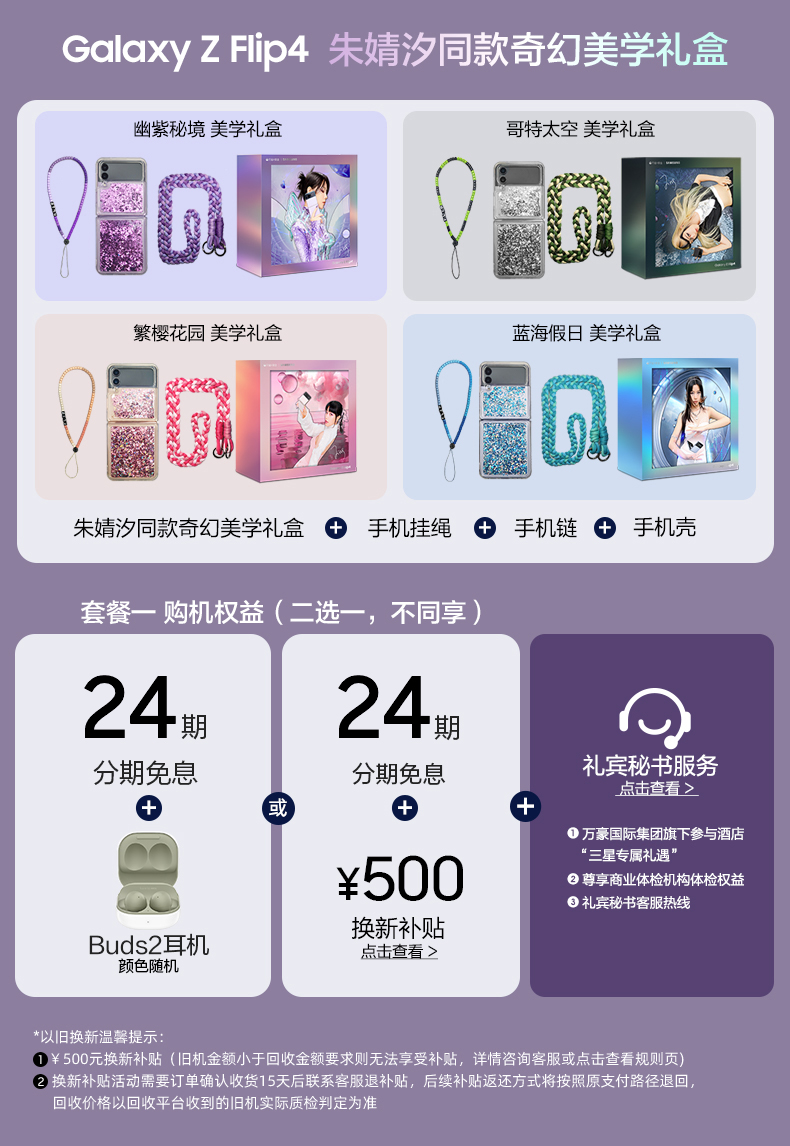 Galaxy Z Flip4 朱婧汐同款奇幻美学礼盒
幽紫秘境 美学礼盒
哥特太空 美学礼盒
繁樱花园 美学礼盒
蓝海假日 美学礼盒
朱婧汐同款奇幻美学礼盒 + 手机挂绳 + 手机链 + 手机壳
套餐一 购机权益（二选一，不同享）
24期
分期免息
+
Buds2耳机
颜色随机
或
24期
分期免息
+
¥500
换新补贴
点击查看 >
+
礼宾秘书服务
点击查看 >
❶ 万豪国际集团旗下参与酒店
“三星专属礼遇”
❷ 尊享商业体检机构体检权益
❸ 礼宾秘书客服热线
*以旧换新温馨提示：
❶ ¥500元换新补贴（旧机金额小于回收金额要求则无法享受补贴，详情咨询客服或点击查看规则页)
❷ 换新补贴活动需要订单确认收货15天后联系客服退补贴，后续补贴返还方式将按照原支付路径退回，
回收价格以回收平台收到的旧机实际质检判定为准